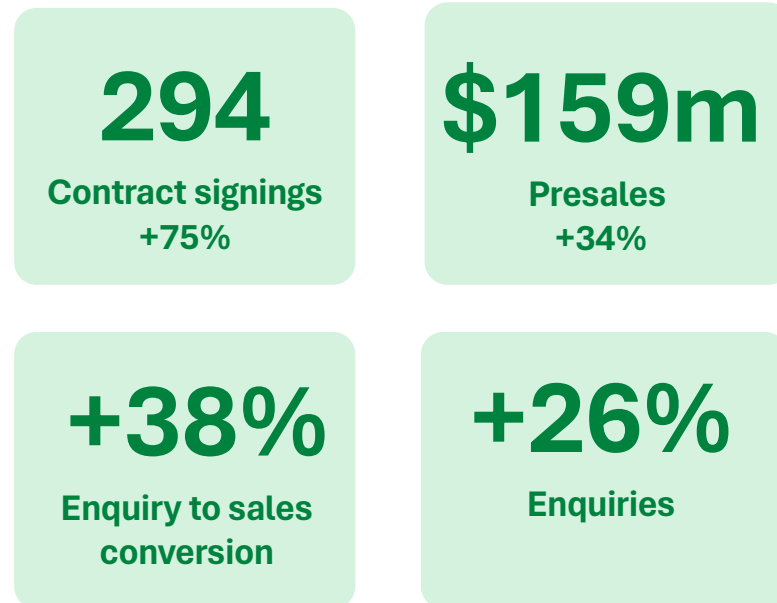 294
Contract signings
+75%
$159m
Presales
+34%
+38%
Enquiry to sales
conversion
+26%
Enquiries